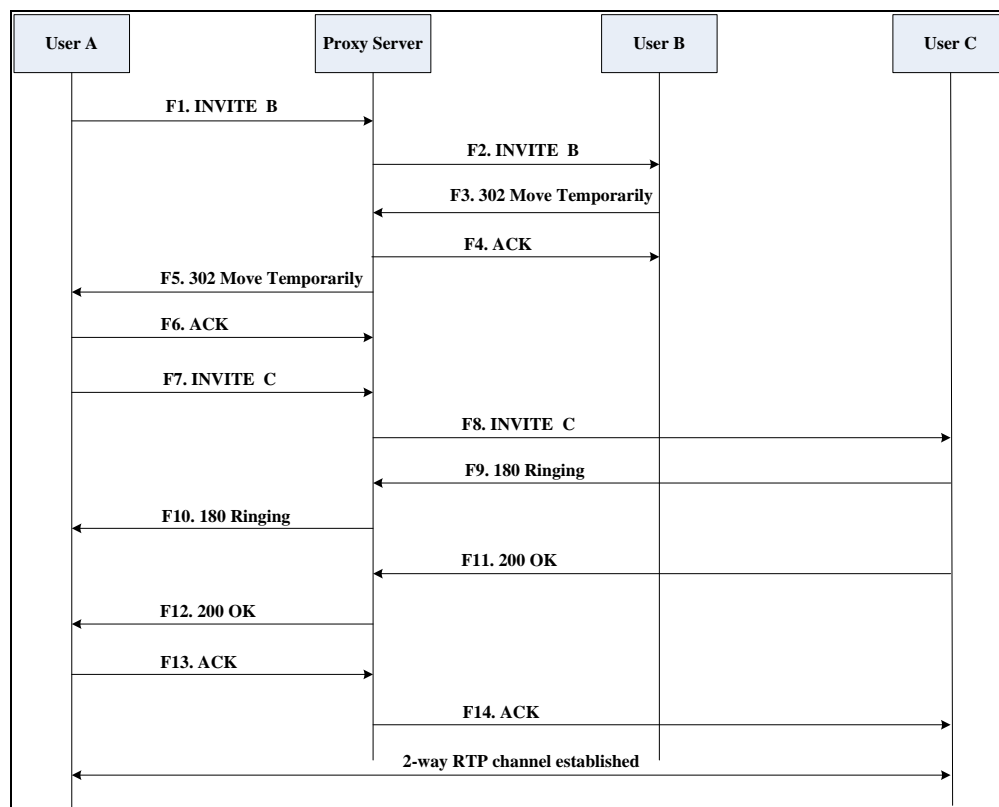 User A
Proxy Server
User B
User C
F1. INVITE B
F2. INVITE B
F3. 302 Move Temporarily
F4. ACK
F5. 302 Move Temporarily
F6. ACK
F7. INVITE C
F8. INVITE C
F9. 180 Ringing
F10. 180 Ringing
F11. 200 OK
F12. 200 OK
F13. ACK
F14. ACK
2-way RTP channel established